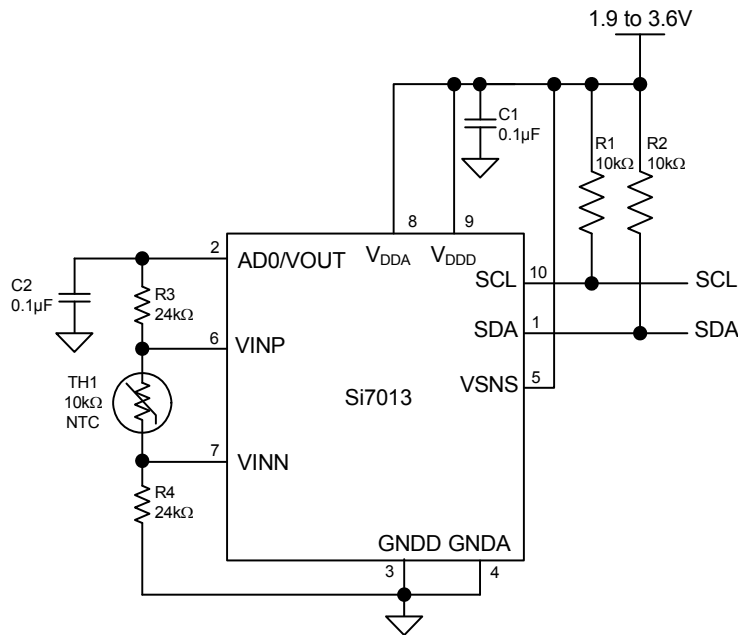 1.9 to 3.6V
C1
0.1µF
R1
10kΩ
R2
10kΩ
8
9
2
AD0/VOUT
VDDA
VDDD
SCL
10
SCL
C2
0.1µF
R3
24kΩ
SDA
1
SDA
6
VINP
VSNS
5
TH1
10kΩ
NTC
Si7013
7
VINN
R4
24kΩ
GNDD
GNDA
3
4